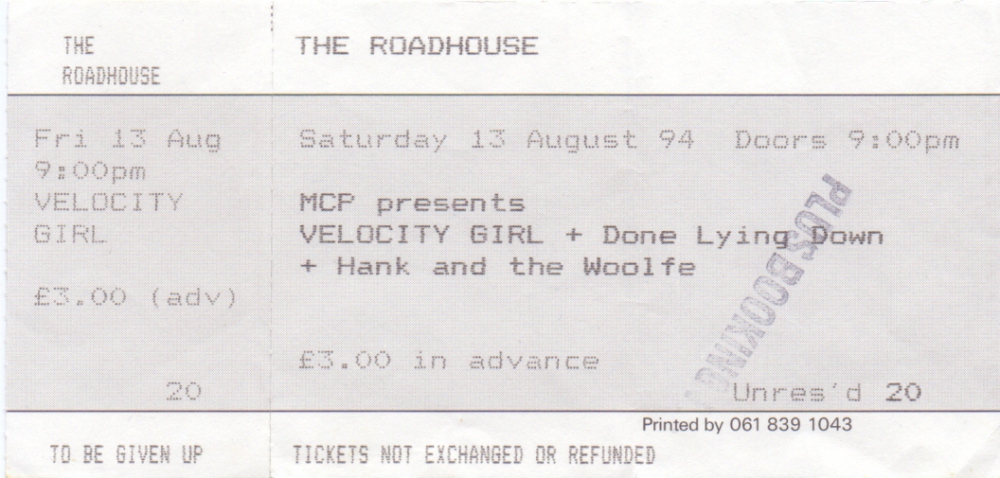 THE
ROADHOUSE
Fri 13 Aug
9:00pm
VELOCITY
GIRL
£3.00 (adv)
20
TO BE GIVEN UP
THE ROADHOUSE
Saturday 13 August 94 Doors 9:00pm
MCP presents
VELOCITY GIRL + Done Lying Down
+ Hank and the Woolfe
£3.00 in advance
Unres'd 20
PLUS BOOKING
Printed by 061 839 1043
TICKETS NOT EXCHANGED OR REFUNDED